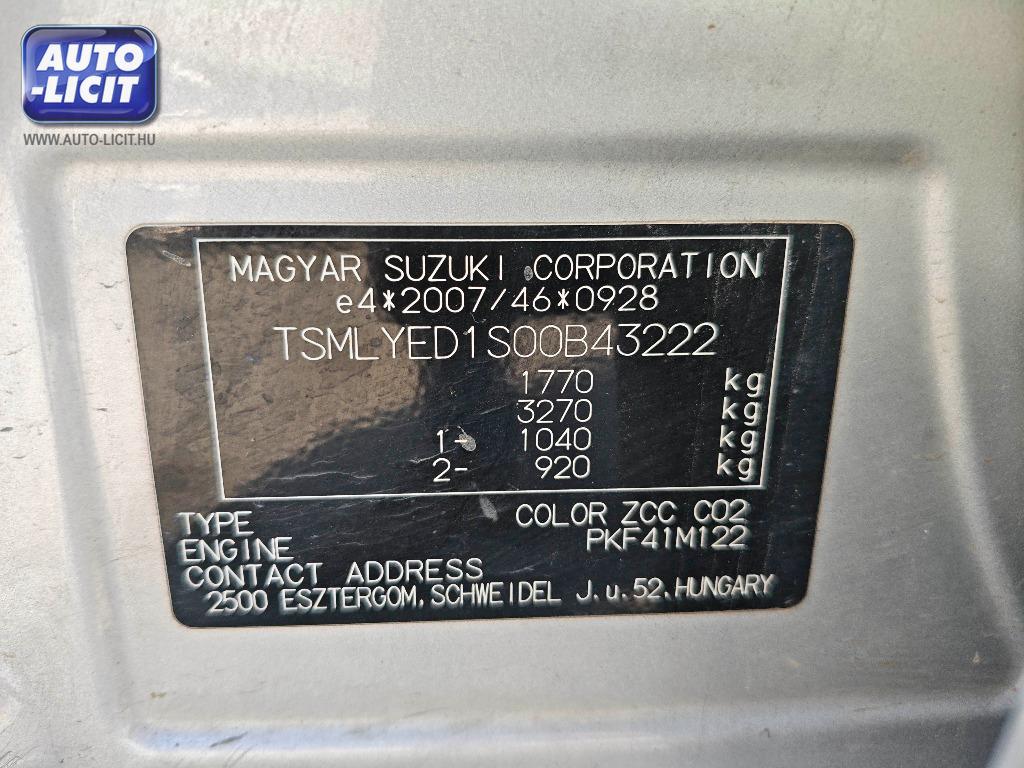 AUTO
-LICIT
WWW.AUTO-LICIT.HU
MAGYAR SUZUKI CORPORATION
e4*2007/46*0928
TSMLYED1S00B43222
1770 kg
3270 kg
1- 1040 kg
2- 920 kg
TYPE COLOR ZCC C02
ENGINE PKF41M122
CONTACT ADDRESS
2500 ESZTERGOM, SCHWEIDEL J.u.52, HUNGARY